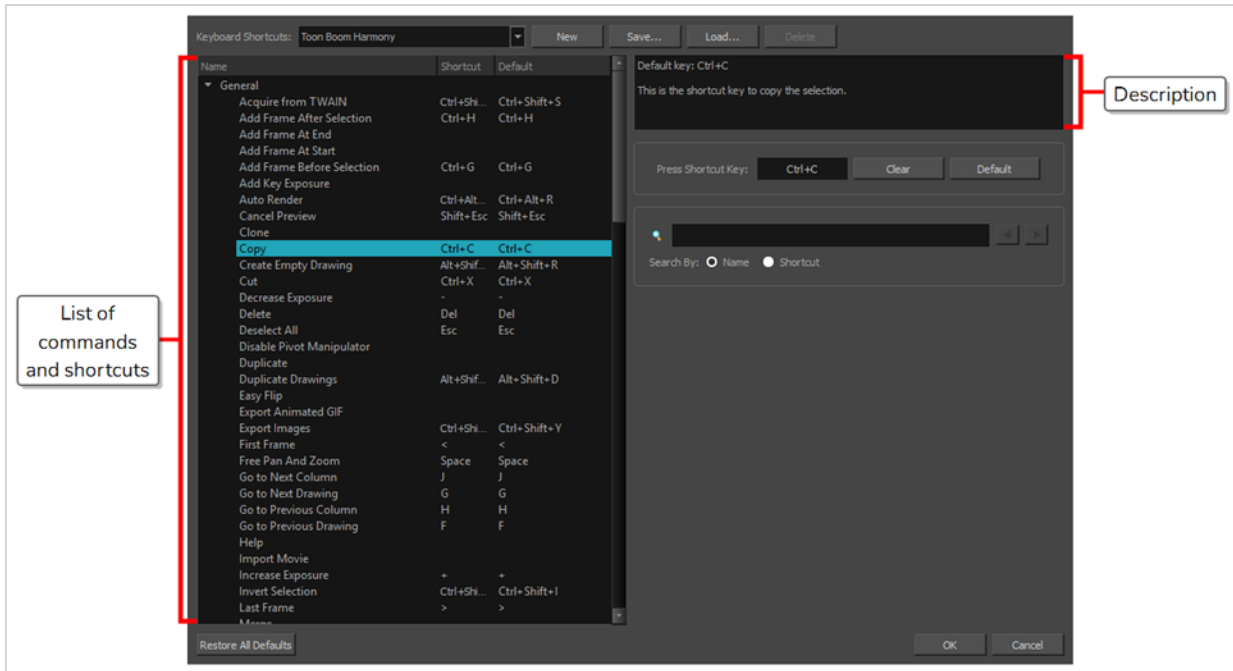 Keyboard Shortcuts: Toon Boom Harmony New Save... Load... Delete
Name Shortcut Default
General
Acquire from TWAIN Ctrl+Shi... Ctrl+Shift+S
Add Frame After Selection Ctrl+H Ctrl+H
Add Frame At End
Add Frame At Start
Add Frame Before Selection Ctrl+G Ctrl+G
Add Key Exposure
Auto Render Ctrl+Alt... Ctrl+Alt+R
Cancel Preview Shift+Esc Shift+Esc
Clone
Copy Ctrl+C Ctrl+C
Create Empty Drawing Alt+Shif... Alt+Shift+R
Cut Ctrl+X Ctrl+X
Decrease Exposure - -
Delete Del Del
Deselect All Esc Esc
Disable Pivot Manipulator
Duplicate
Duplicate Drawings Alt+Shif... Alt+Shift+D
Easy Flip
Export Animated GIF
Export Images Ctrl+Shi... Ctrl+Shift+Y
First Frame < <
Free Pan And Zoom Space Space
Go to Next Column J J
Go to Next Drawing G G
Go to Previous Column H H
Go to Previous Drawing F F
Help
Import Movie
Increase Exposure + +
Invert Selection Ctrl+Shi... Ctrl+Shift+I
Last Frame > >
Merge
Default key: Ctrl+C
This is the shortcut key to copy the selection.
Press Shortcut Key: Ctrl+C Clear Default
Search By: Name Shortcut
Restore All Defaults OK Cancel
List of
commands
and shortcuts
Description